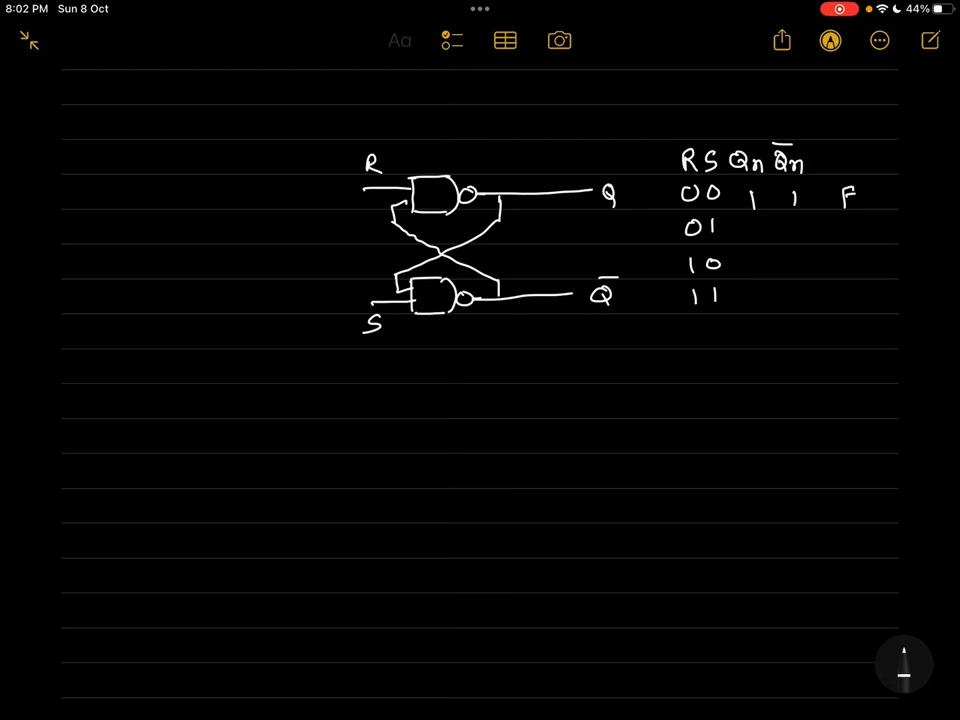 8:02 PM Sun 8 Oct
44%
Aa
R
Q
S
Q̅
R S Qn Q̅n
0 0 1 1 F
0 1
1 0
1 1